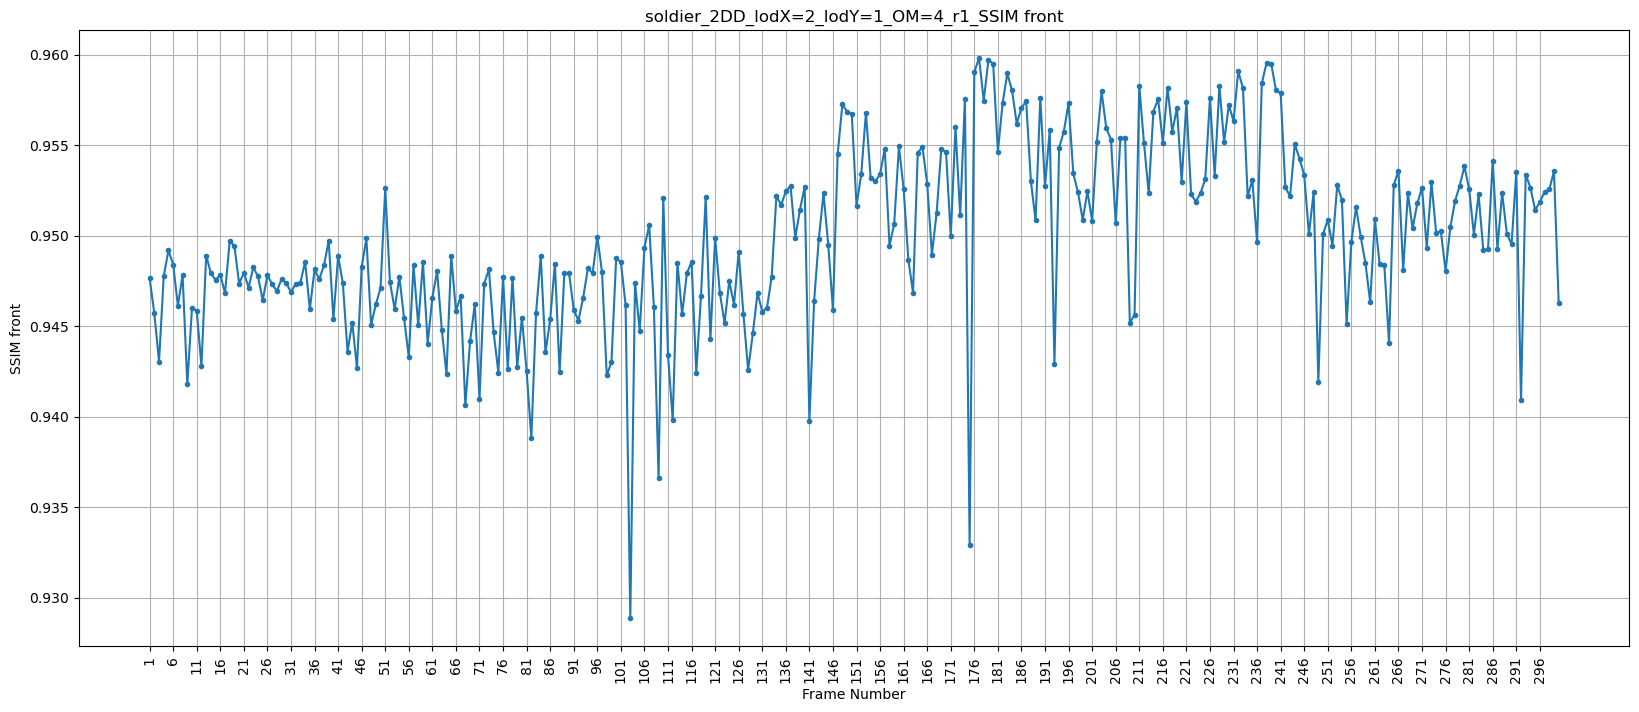 soldier_2DD_lodX=2_lodY=1_OM=4_r1_SSIM front
SSIM front
0.960
0.955
0.950
0.945
0.940
0.935
0.930
1 6 11 16 21 26 31 36 41 46 51 56 61 66 71 76 81 86 91 96 101 106 111 116 121 126 131 136 141 146 151 156 161 166 171 176 181 186 191 196 201 206 211 216 221 226 231 236 241 246 251 256 261 266 271 276 281 286 291 296
Frame Number